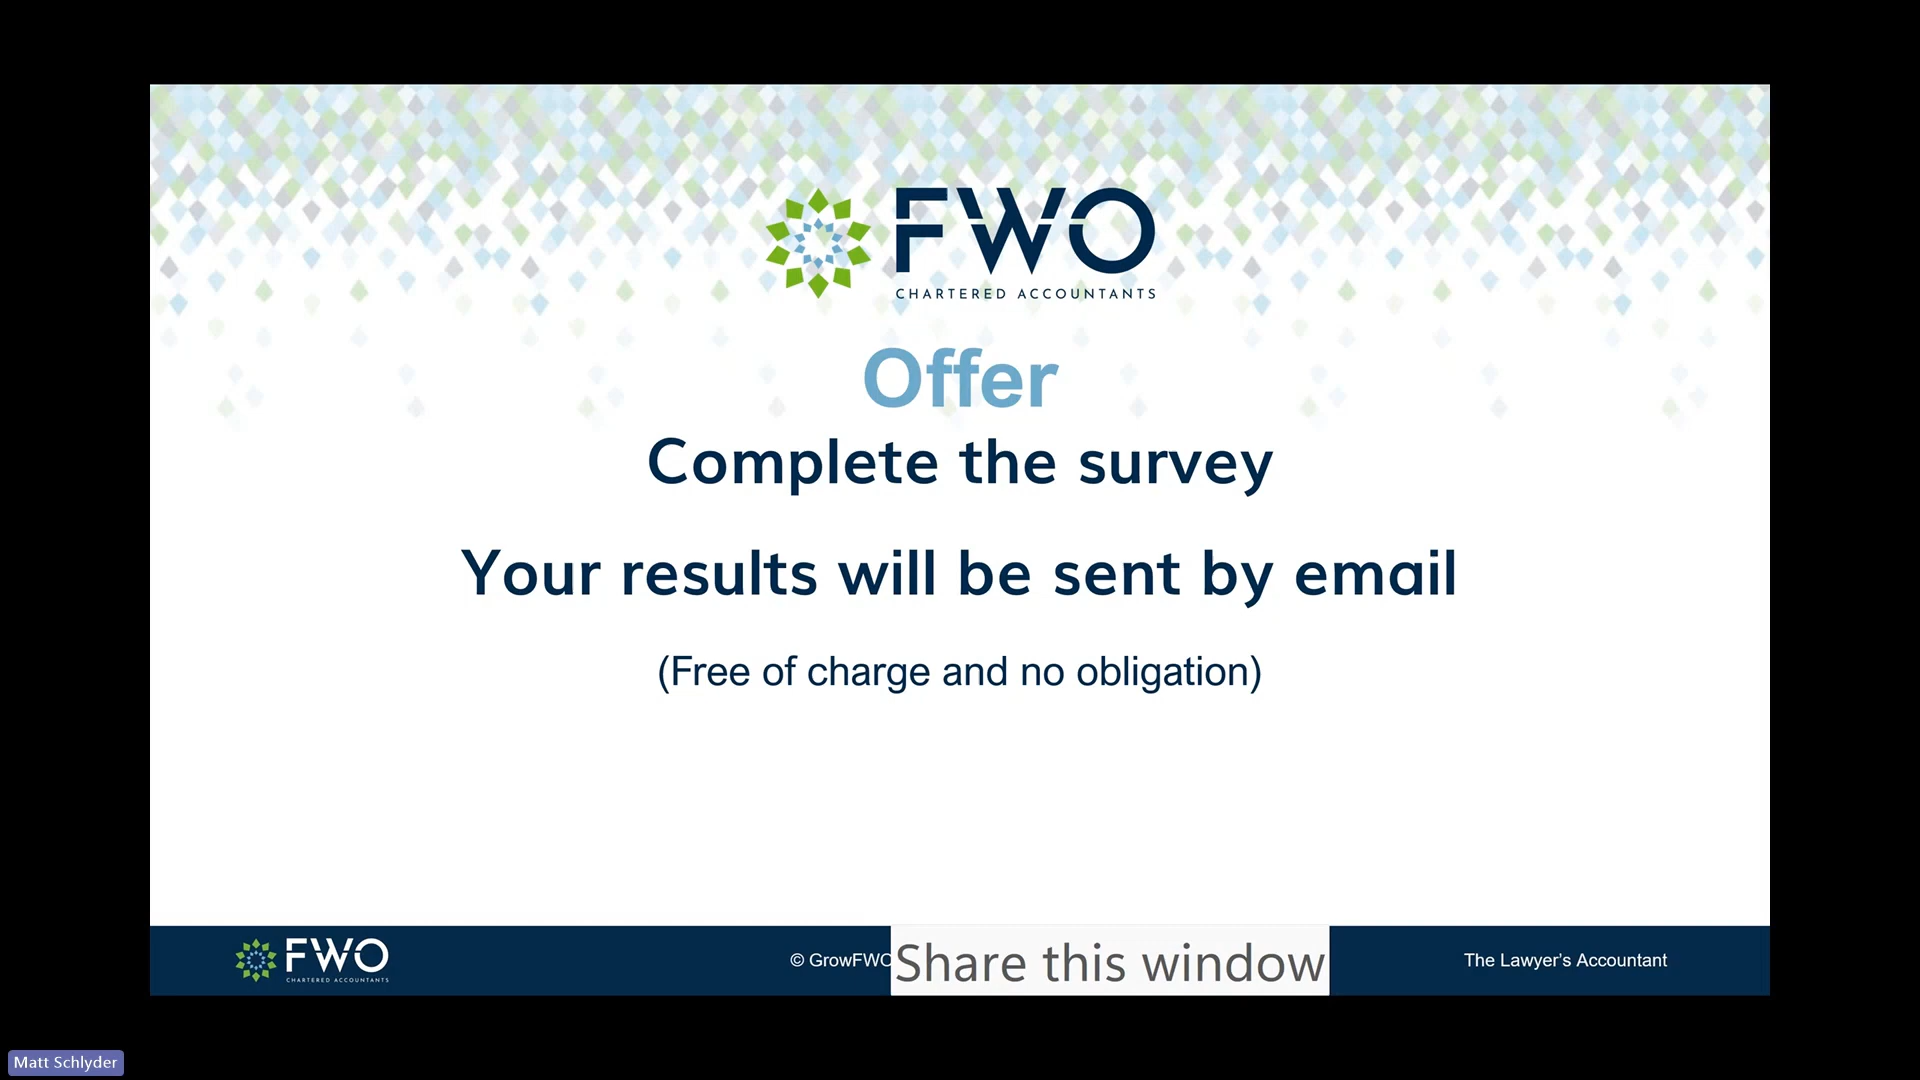 FWO
CHARTERED ACCOUNTANTS
Offer
Complete the survey
Your results will be sent by email
(Free of charge and no obligation)
FWO
CHARTERED ACCOUNTANTS
© GrowFWO
Share this window
The Lawyer's Accountant
Matt Schlyder